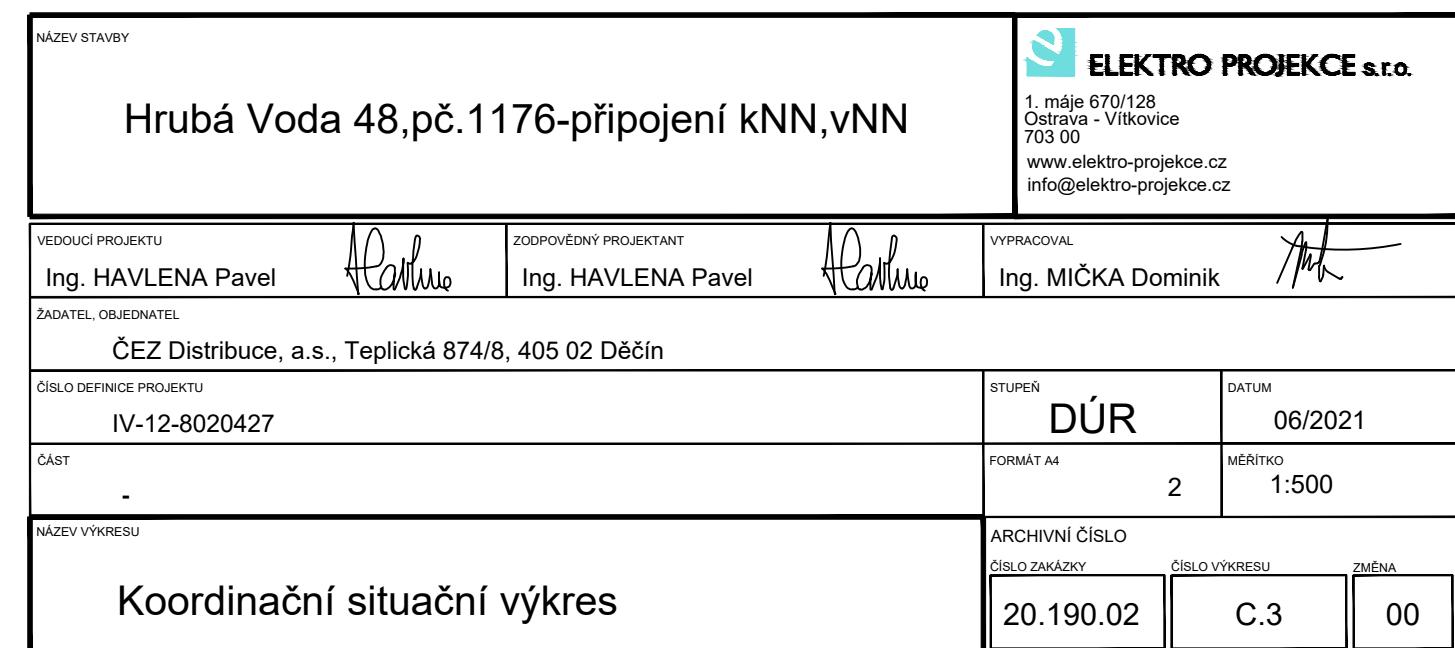 NÁZEV STAVBY
Hrubá Voda 48,pč.1176-připojení kNN,vNN
ELEKTRO PROJEKCE s.r.o.
1. máje 670/128
Ostrava - Vítkovice
703 00
www.elektro-projekce.cz
info@elektro-projekce.cz
VEDOUCÍ PROJEKTU
Ing. HAVLENA Pavel
ZODPOVĚDNÝ PROJEKTANT
Ing. HAVLENA Pavel
VYPRACOVAL
Ing. MIČKA Dominik
ŽADATEL, OBJEDNATEL
ČEZ Distribuce, a.s., Teplická 874/8, 405 02 Děčín
ČÍSLO DEFINICE PROJEKTU
IV-12-8020427
STUPEŇ
DÚR
DATUM
06/2021
ČÁST
-
FORMÁT A4
2
MĚŘÍTKO
1:500
NÁZEV VÝKRESU
Koordinační situační výkres
ARCHIVNÍ ČÍSLO
ČÍSLO ZAKÁZKY
20.190.02
ČÍSLO VÝKRESU
C.3
ZMĚNA
00